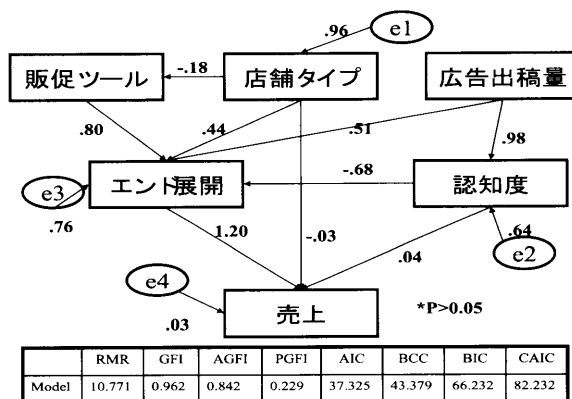 .96 e1
販促ツール -.18 店舗タイプ 広告出稿量
.80 .44 .51 .98
e3 エンド展開 -.68 認知度
.76 1.20 -.03 .04 .64 e2
e4
.03 売上 *P>0.05
RMR GFI AGFI PGFI AIC BCC BIC CAIC
Model 10.771 0.962 0.842 0.229 37.325 43.379 66.232 82.232